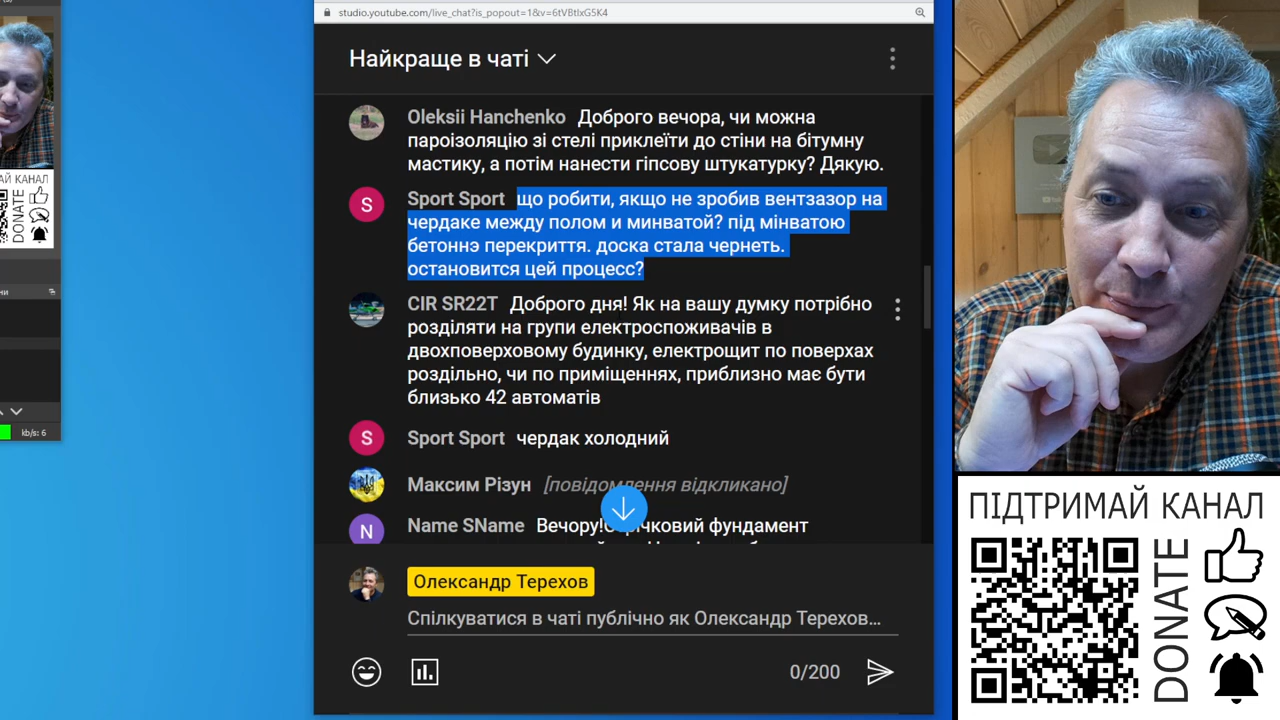 studio.youtube.com/live_chat?is_popout=1&v=6tVBtlxG5K4
Найкраще в чаті
Oleksii Hanchenko Доброго вечора, чи можна
пароізоляцію зі стелі приклеїти до стіни на бітумну
мастику, а потім нанести гіпсову штукатурку? Дякую.
S
Sport Sport що робити, якщо не зробив вентзазор на
чердаке между полом и минватой? під мінватою
бетоннэ перекриття. доска стала чернеть.
остановится цей процесс?
CIR SR22T Доброго дня! Як на вашу думку потрібно
розділяти на групи електроспоживачів в
двохповерховому будинку, електрощит по поверхах
роздільно, чи по приміщеннях, приблизно має бути
близько 42 автоматів
S
Sport Sport чердак холодний
Максим Різун [повідомлення відкликано]
N
Name SName Вечору! фундамент
Олександр Терехов
Спілкуватися в чаті публічно як Олександр Терехов...
0/200
МАЙ КАНАЛ
DONATE
kb/s: 6
ПІДТРИМАЙ КАНАЛ
DONATE